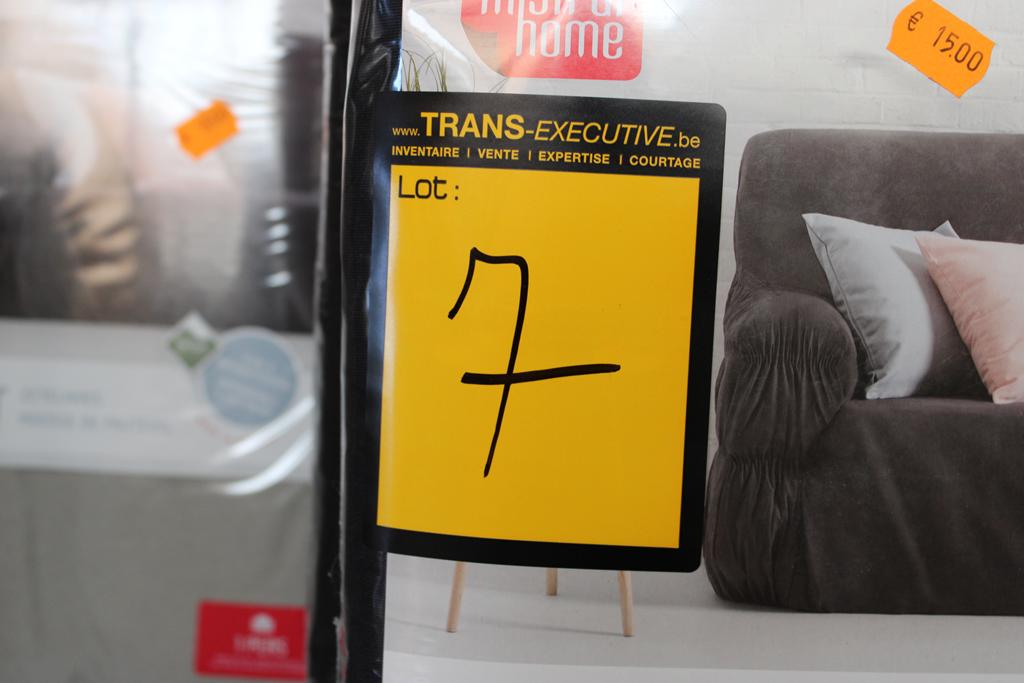 home
€ 15.00
www.TRANS-EXECUTIVE.be
INVENTAIRE | VENTE | EXPERTISE | COURTAGE
Lot :
7